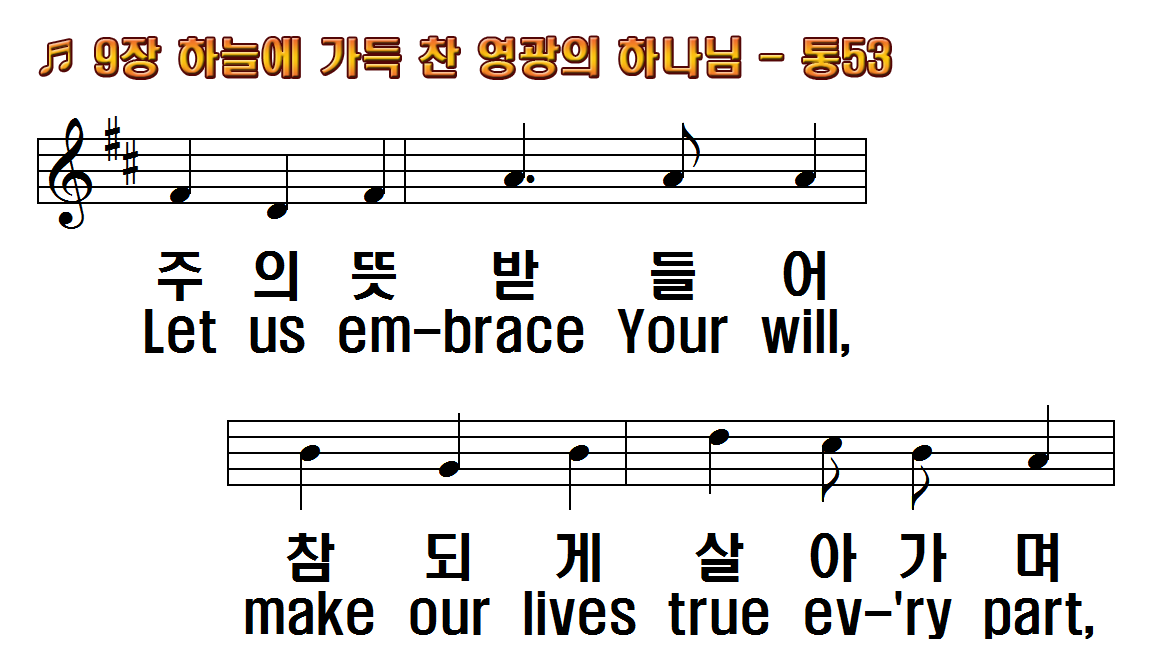 ♬ 9장 하늘에 가득 찬 영광의 하나님 - 통53
주 의 뜻 받 들 어
Let us em-brace Your will,
참 되 게 살 아 가 며
make our lives true ev-'ry part,